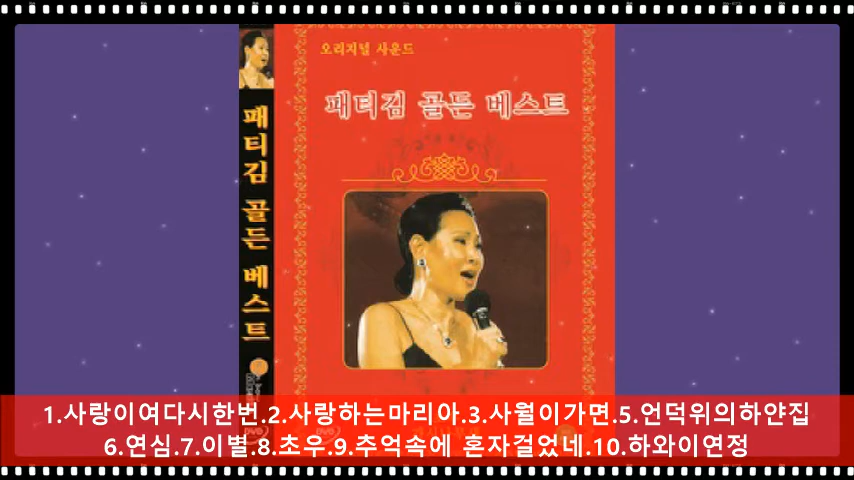 오리지널 사운드
패티김 골든 베스트
패티김 골든 베스트
1.사랑이여다시한번.2.사랑하는마리아.3.사월이가면.5.언덕위의하얀집
6.연심.7.이별.8.초우.9.추억속에 혼자걸었네.10.하와이연정